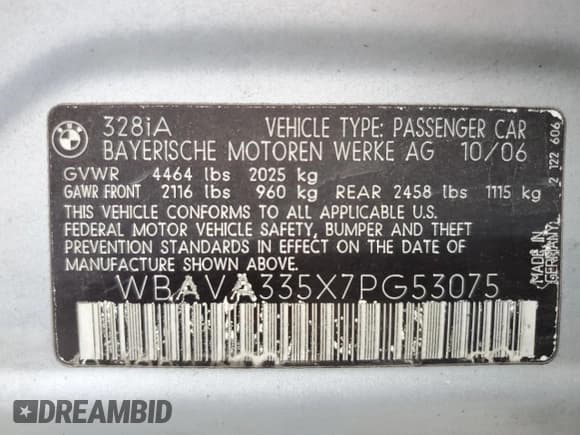 BMW
328iA VEHICLE TYPE: PASSENGER CAR
BAYERISCHE MOTOREN WERKE AG 10/06
GVWR 4464 lbs 2025 kg
GAWR FRONT 2116 lbs 960 kg REAR 2458 lbs 1115 kg
THIS VEHICLE CONFORMS TO ALL APPLICABLE U.S.
FEDERAL MOTOR VEHICLE SAFETY, BUMPER AND THEFT
PREVENTION STANDARDS IN EFFECT ON THE DATE OF
MANUFACTURE SHOWN ABOVE.
WBAVA335X7PG53075
MADE IN
GERMANY
2 122 606
DREAMBID